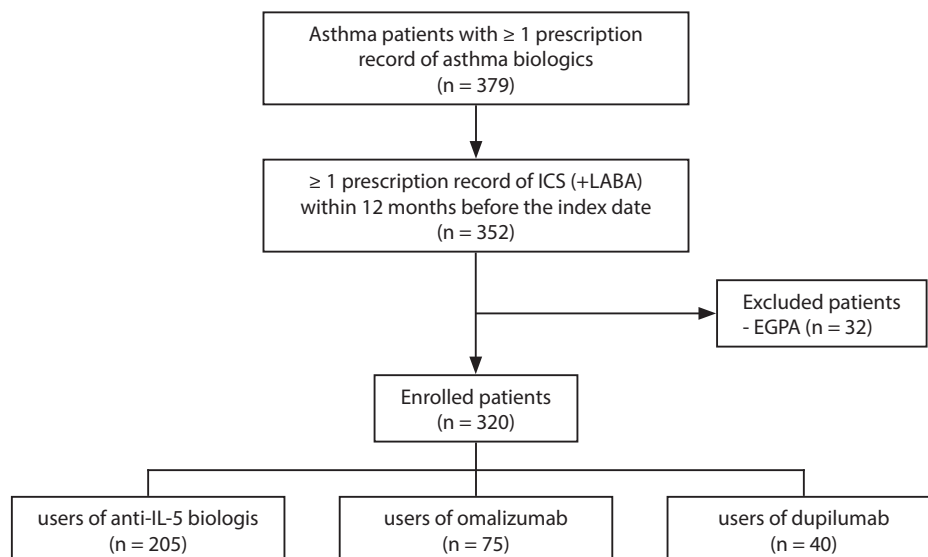 Asthma patients with ≥ 1 prescription
record of asthma biologics
(n = 379)
≥ 1 prescription record of ICS (+LABA)
within 12 months before the index date
(n = 352)
Excluded patients
- EGPA (n = 32)
Enrolled patients
(n = 320)
users of anti-IL-5 biologis
(n = 205)
users of omalizumab
(n = 75)
users of dupilumab
(n = 40)